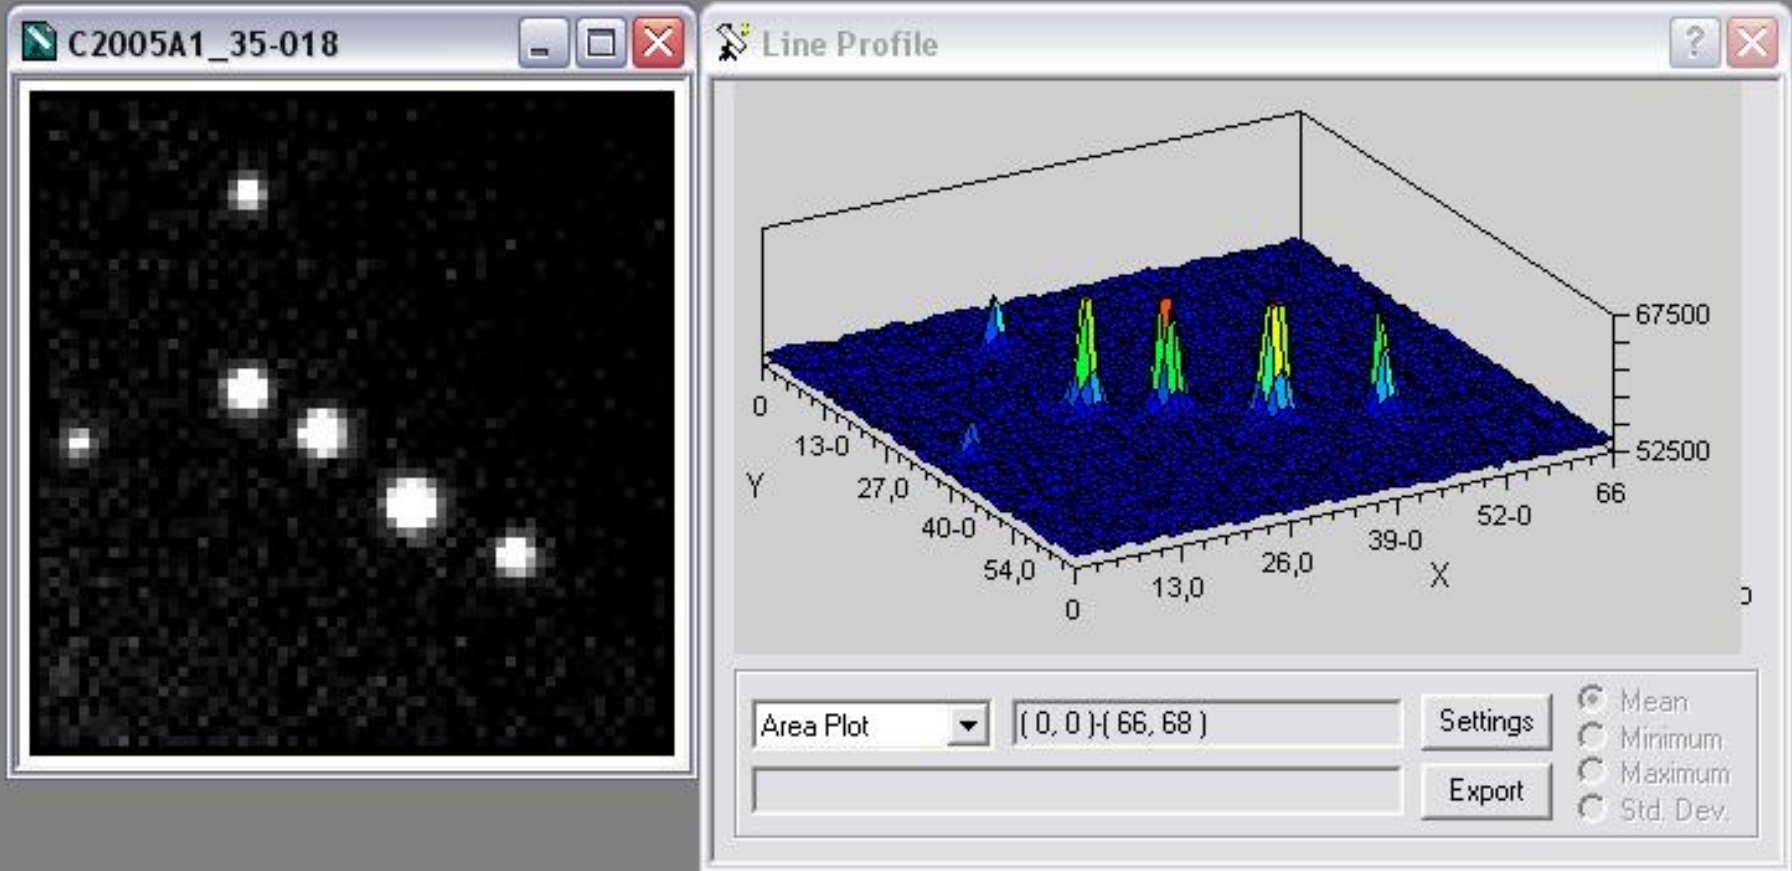 C2005A1_35-018
Line Profile
67500
52500
0
13-0
27,0
40-0
54,0
Y
0
13,0
26,0
39-0
52-0
66
X
Area Plot
( 0, 0 )-( 66, 68 )
Settings
Export
Mean
Minimum
Maximum
Std. Dev.